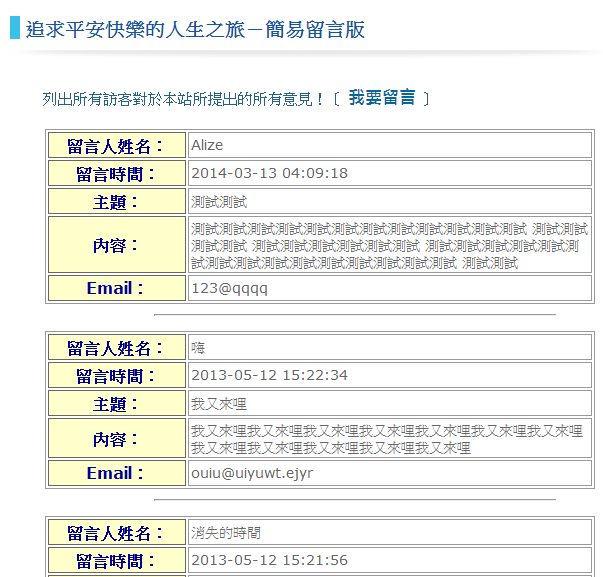 追求平安快樂的人生之旅－簡易留言版
列出所有訪客對於本站所提出的所有意見！〔 我要留言 〕
留言人姓名： Alize
留言時間： 2014-03-13 04:09:18
主題： 測試測試
內容： 測試測試測試測試測試測試測試測試測試測試測試測試 測試測試
測試測試 測試測試測試測試測試測試 測試測試測試測試測試測
試測試測試測試測試測試測試測試測試測試 測試測試
Email： 123@qqqq
留言人姓名： 嗨
留言時間： 2013-05-12 15:22:34
主題： 我又來哩
內容： 我又來哩我又來哩我又來哩我又來哩我又來哩我又來哩我又來哩
我又來哩我又來哩我又來哩我又來哩我又來哩
Email： ouiu@uiyuwt.ejyr
留言人姓名： 消失的時間
留言時間： 2013-05-12 15:21:56